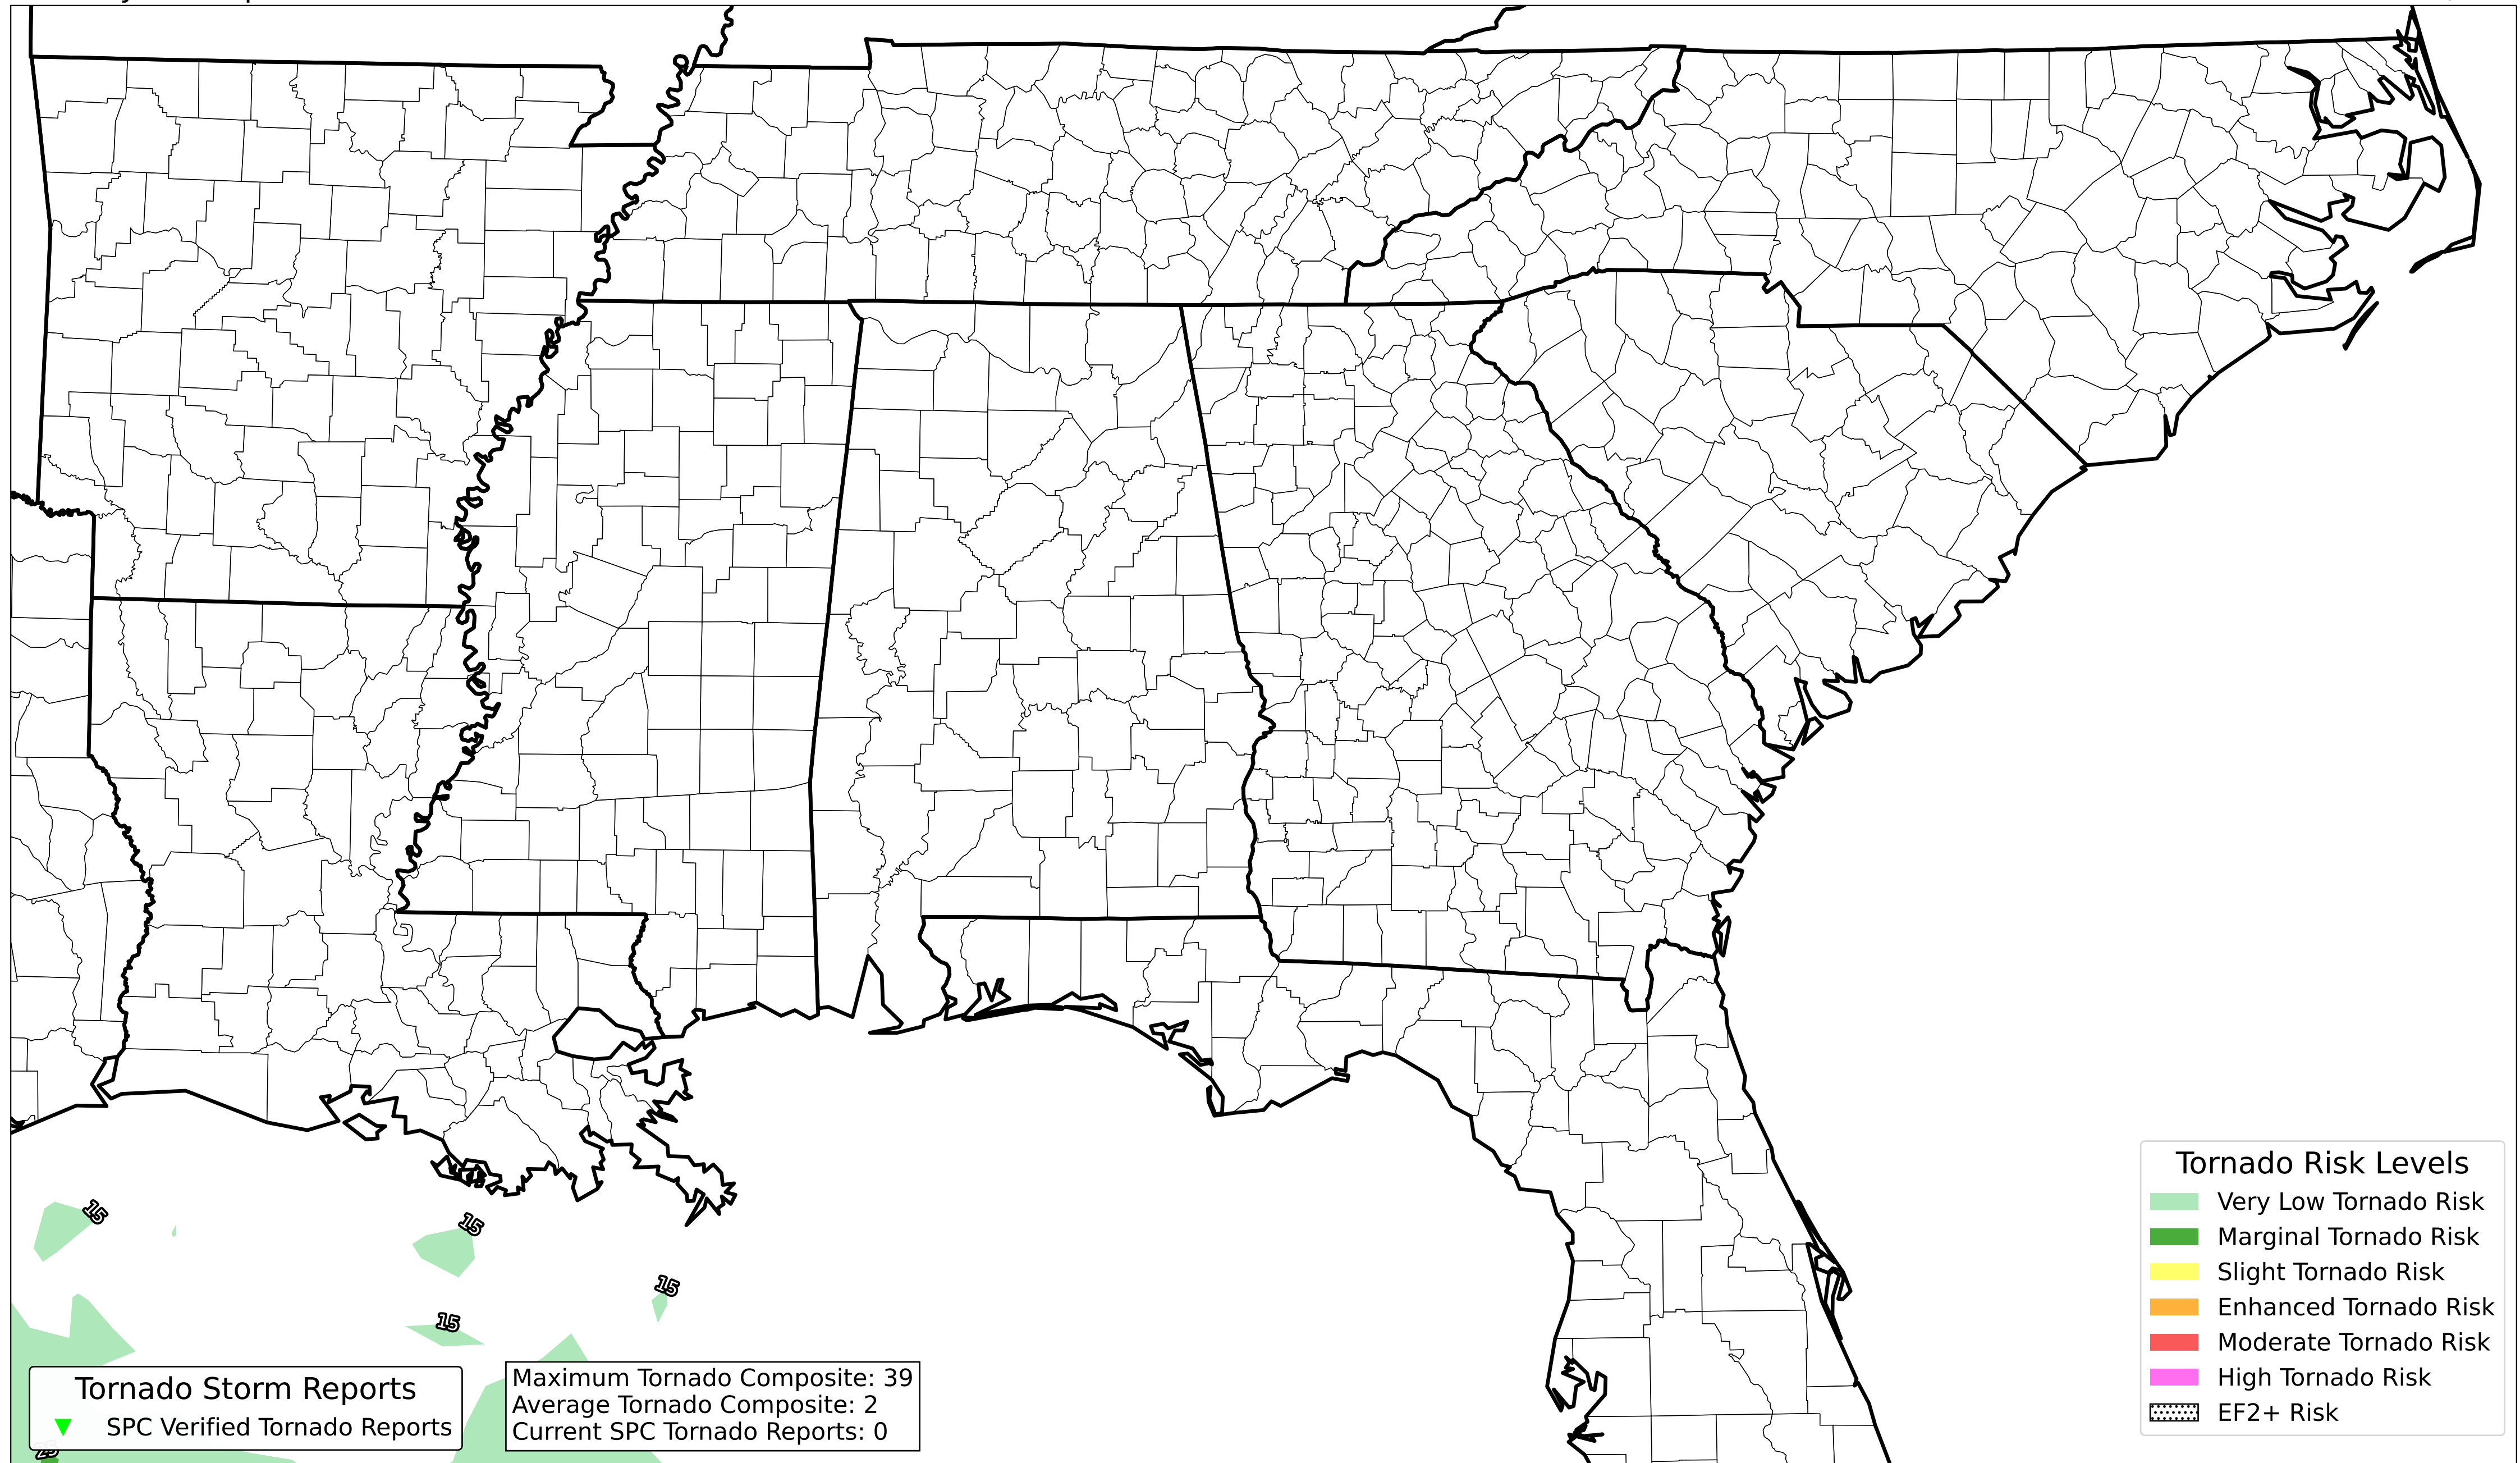 15
15
15
15
Tornado Risk Levels
Very Low Tornado Risk
Marginal Tornado Risk
Slight Tornado Risk
Enhanced Tornado Risk
Moderate Tornado Risk
High Tornado Risk
EF2+ Risk
Tornado Storm Reports
SPC Verified Tornado Reports
Maximum Tornado Composite: 39
Average Tornado Composite: 2
Current SPC Tornado Reports: 0